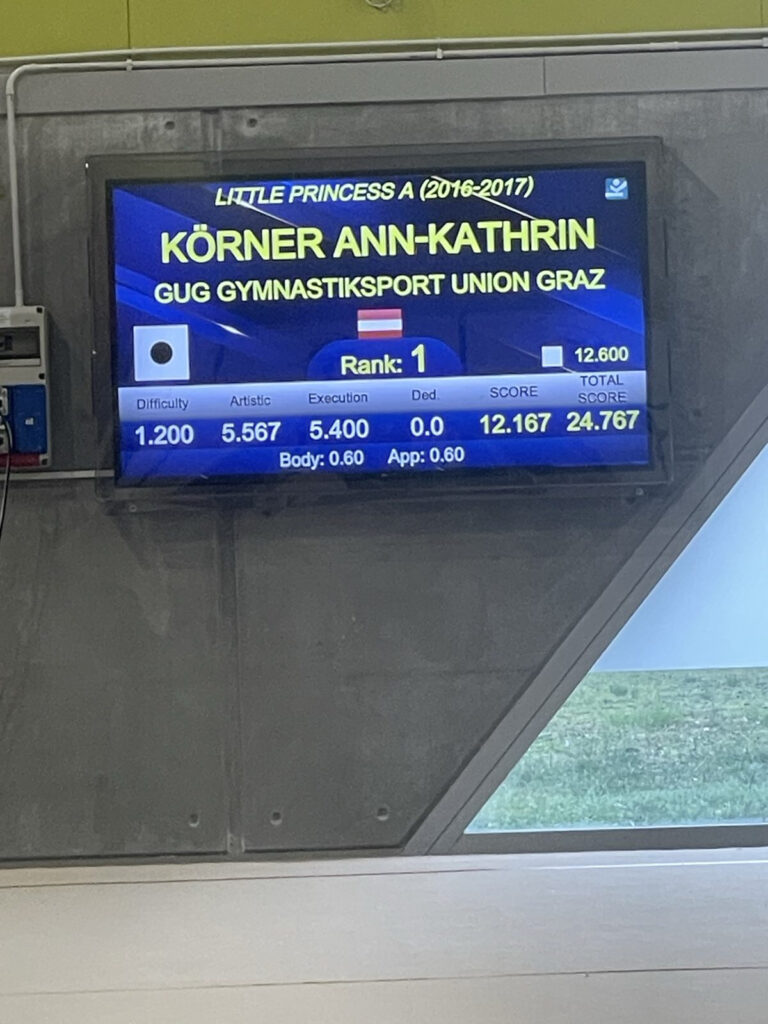 LITTLE PRINCESS A (2016-2017)
KÖRNER ANN-KATHRIN
GUG GYMNASTIKSPORT UNION GRAZ
Rank: 1
12.600
Difficulty Artistic Execution Ded. SCORE TOTAL SCORE
1.200 5.567 5.400 0.0 12.167 24.767
Body: 0.60 App: 0.60